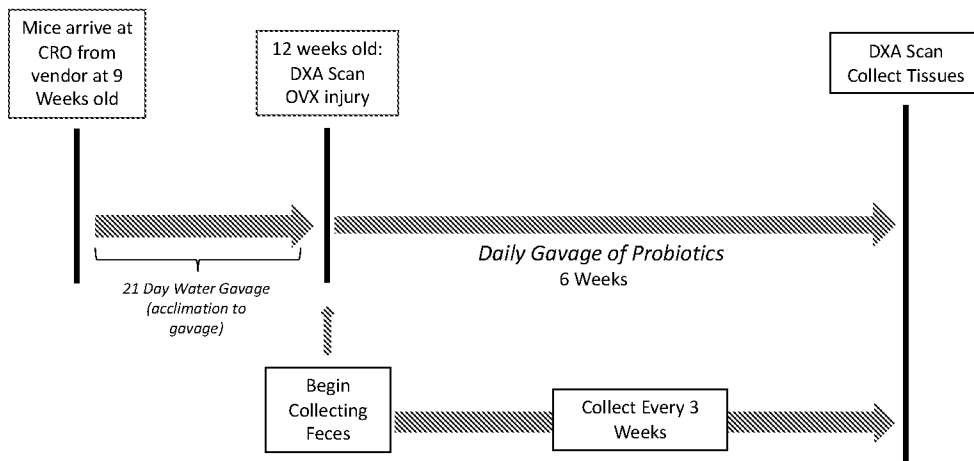 Mice arrive at
CRO from
vendor at 9
Weeks old
12 weeks old:
DXA Scan
OVX injury
DXA Scan
Collect Tissues
21 Day Water Gavage
(acclimation to
gavage)
Daily Gavage of Probiotics
6 Weeks
Begin
Collecting
Feces
Collect Every 3
Weeks